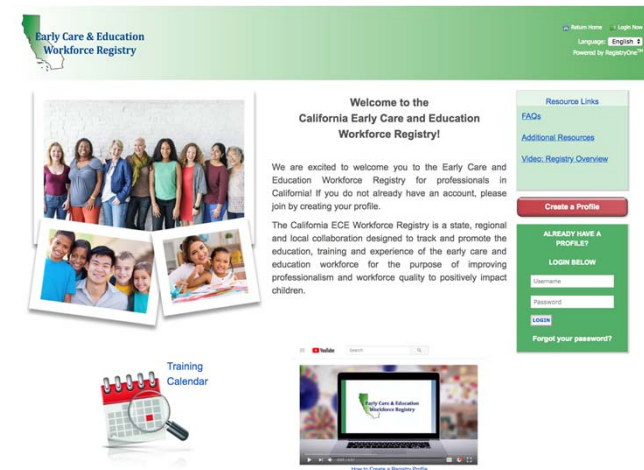 Early Care & Education
Workforce Registry
Return Home Login Now
Language: English
Powered by RegistryOne™
Welcome to the
California Early Care and Education
Workforce Registry!
We are excited to welcome you to the Early Care and
Education Workforce Registry for professionals in
California! If you do not already have an account, please
join by creating your profile.
The California ECE Workforce Registry is a state, regional
and local collaboration designed to track and promote the
education, training and experience of the early care and
education workforce for the purpose of improving
professionalism and workforce quality to positively impact
children.
Resource Links
FAQs
Additional Resources
Video: Registry Overview
Create a Profile
ALREADY HAVE A
PROFILE?
LOGIN BELOW
Username
Password
LOGIN
Forgot your password?
Training
Calendar
YouTube Search
Early Care & Education
Workforce Registry
How to Create a Registry Profile